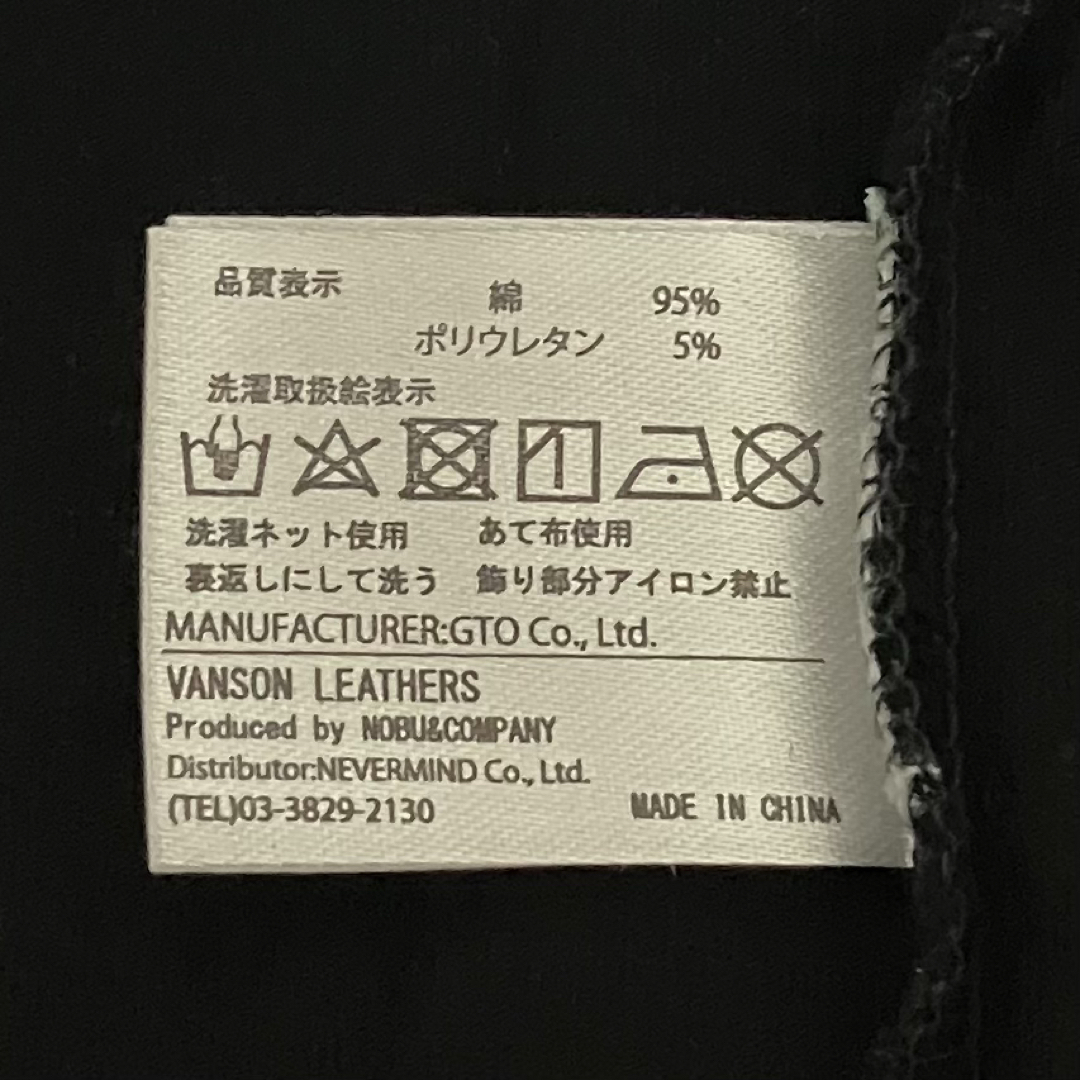 品質表示
綿 95%
ポリウレタン 5%
洗濯取扱絵表示
洗濯ネット使用 あて布使用
裏返しにして洗う 飾り部分アイロン禁止
MANUFACTURER:GTO Co., Ltd.
VANSON LEATHERS
Produced by NOBU&COMPANY
Distributor:NEVERMIND Co., Ltd.
(TEL)03-3829-2130 MADE IN CHINA